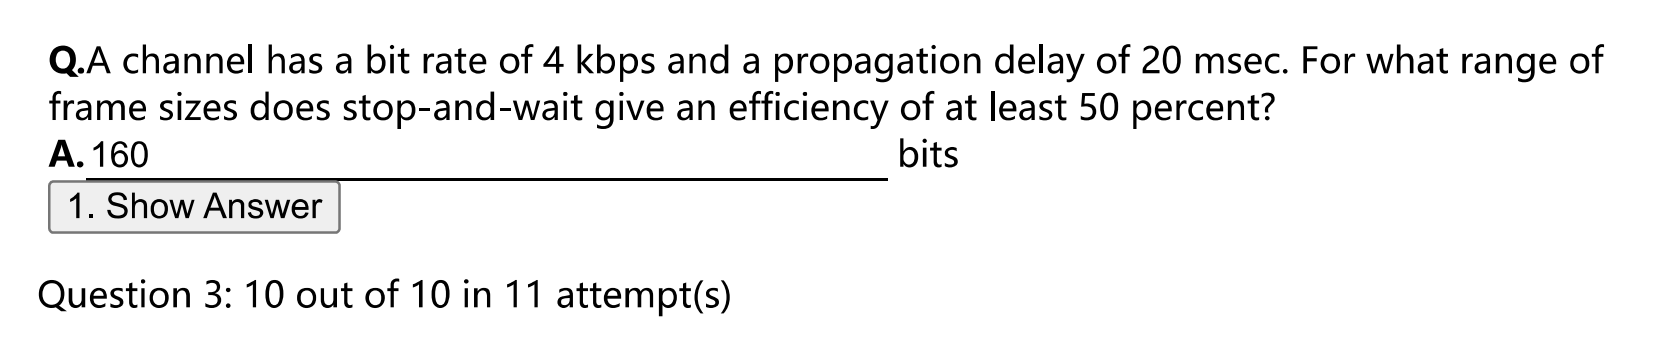 Q.A channel has a bit rate of 4 kbps and a propagation delay of 20 msec. For what range of
frame sizes does stop-and-wait give an efficiency of at least 50 percent?
A. 160 bits
1. Show Answer
Question 3: 10 out of 10 in 11 attempt(s)